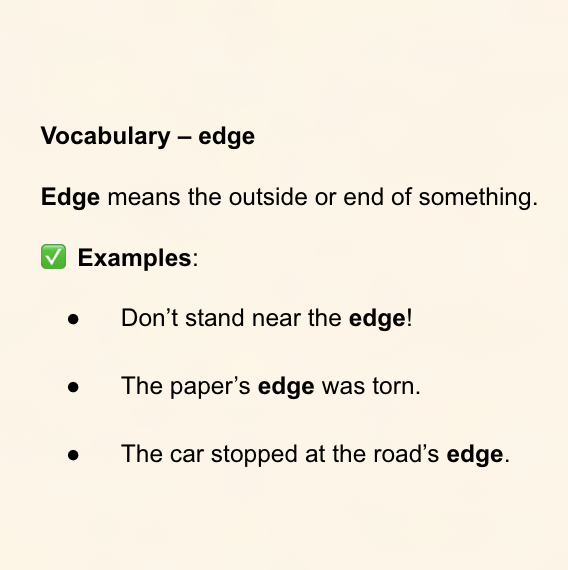 Vocabulary – edge
Edge means the outside or end of something.
✅ Examples:
● Don’t stand near the edge!
● The paper’s edge was torn.
● The car stopped at the road’s edge.